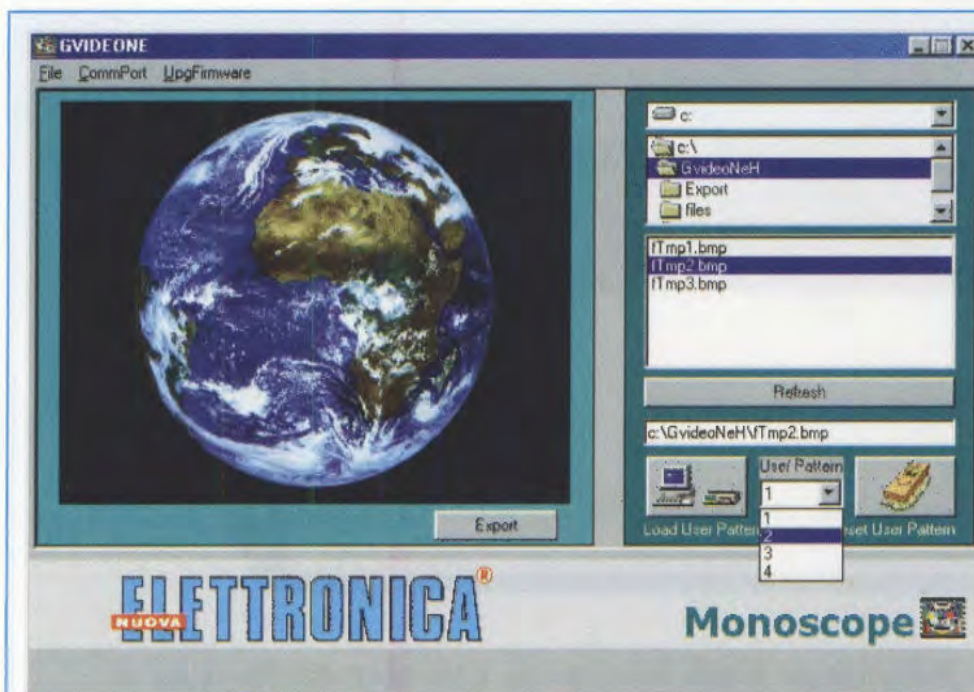 GVIDEONE
File CommPort UpgFirmware
c:
c:\
GvideoNeH
Export
files
fTmp1.bmp
fTmp2.bmp
fTmp3.bmp
Refresh
c:\GvideoNeH\fTmp2.bmp
User Pattern
1
1
2
3
4
Load User Patter
set User Pattern
Export
NUOVA
ELETTRONICA®
Monoscope